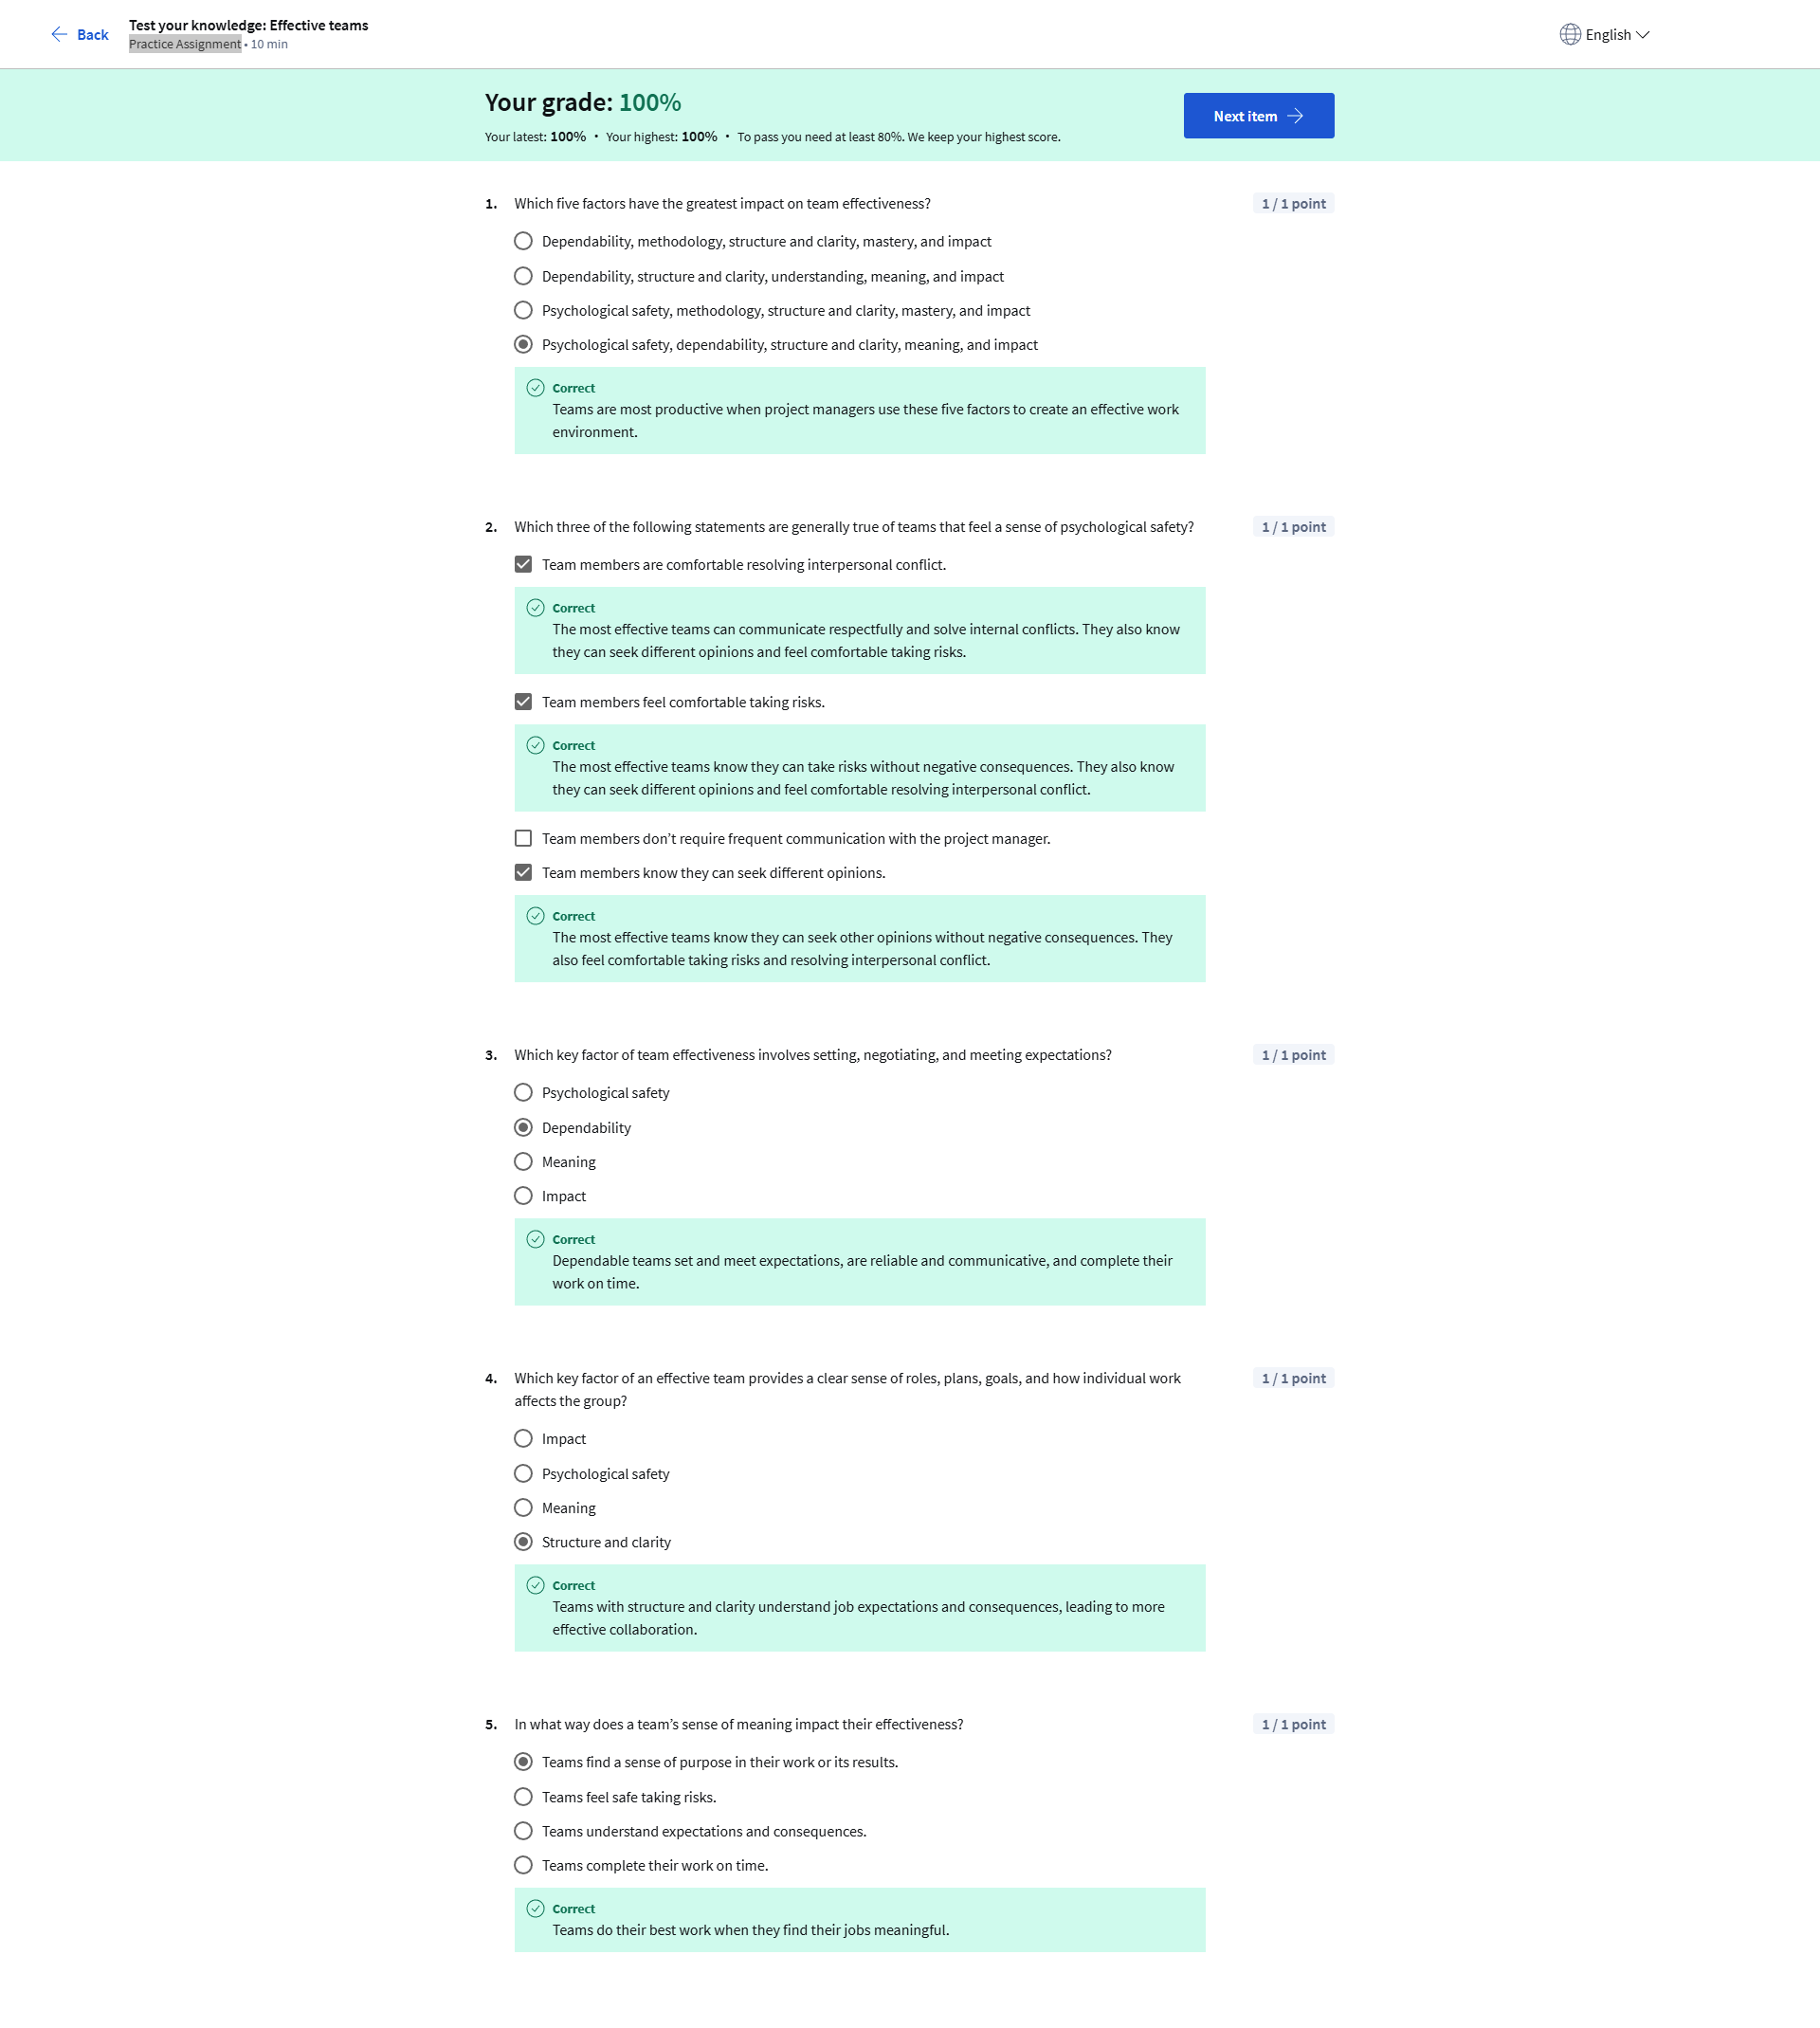 Back
Test your knowledge: Effective teams
Practice Assignment • 10 min
English
Your grade: 100%
Your latest: 100% • Your highest: 100% • To pass you need at least 80%. We keep your highest score.
Next item
1. Which five factors have the greatest impact on team effectiveness?
1 / 1 point
Dependability, methodology, structure and clarity, mastery, and impact
Dependability, structure and clarity, understanding, meaning, and impact
Psychological safety, methodology, structure and clarity, mastery, and impact
Psychological safety, dependability, structure and clarity, meaning, and impact
Correct
Teams are most productive when project managers use these five factors to create an effective work
environment.
2. Which three of the following statements are generally true of teams that feel a sense of psychological safety?
1 / 1 point
Team members are comfortable resolving interpersonal conflict.
Correct
The most effective teams can communicate respectfully and solve internal conflicts. They also know
they can seek different opinions and feel comfortable taking risks.
Team members feel comfortable taking risks.
Correct
The most effective teams know they can take risks without negative consequences. They also know
they can seek different opinions and feel comfortable resolving interpersonal conflict.
Team members don’t require frequent communication with the project manager.
Team members know they can seek different opinions.
Correct
The most effective teams know they can seek other opinions without negative consequences. They
also feel comfortable taking risks and resolving interpersonal conflict.
3. Which key factor of team effectiveness involves setting, negotiating, and meeting expectations?
1 / 1 point
Psychological safety
Dependability
Meaning
Impact
Correct
Dependable teams set and meet expectations, are reliable and communicative, and complete their
work on time.
4. Which key factor of an effective team provides a clear sense of roles, plans, goals, and how individual work
affects the group?
1 / 1 point
Impact
Psychological safety
Meaning
Structure and clarity
Correct
Teams with structure and clarity understand job expectations and consequences, leading to more
effective collaboration.
5. In what way does a team’s sense of meaning impact their effectiveness?
1 / 1 point
Teams find a sense of purpose in their work or its results.
Teams feel safe taking risks.
Teams understand expectations and consequences.
Teams complete their work on time.
Correct
Teams do their best work when they find their jobs meaningful.